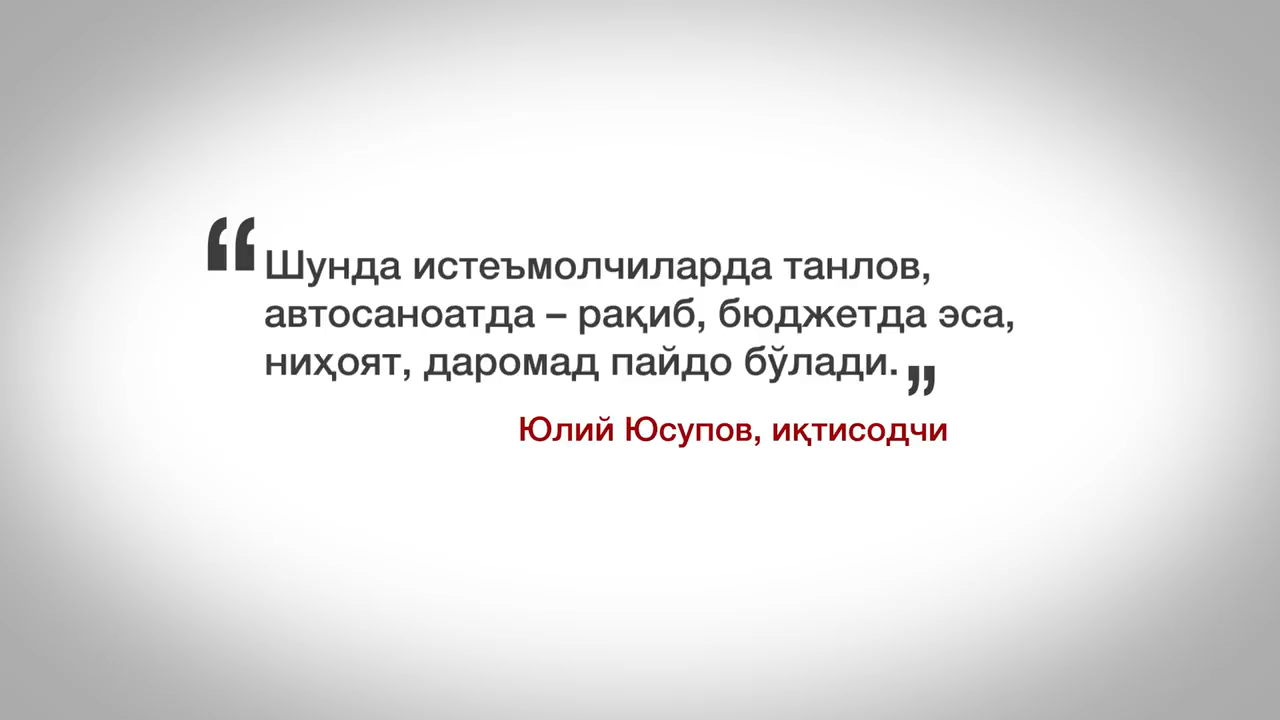 “Шунда истеъмолчиларда танлов,
автосаноатда – рақиб, бюджетда эса,
ниҳоят, даромад пайдо бўлади.”
Юлий Юсупов, иқтисодчи